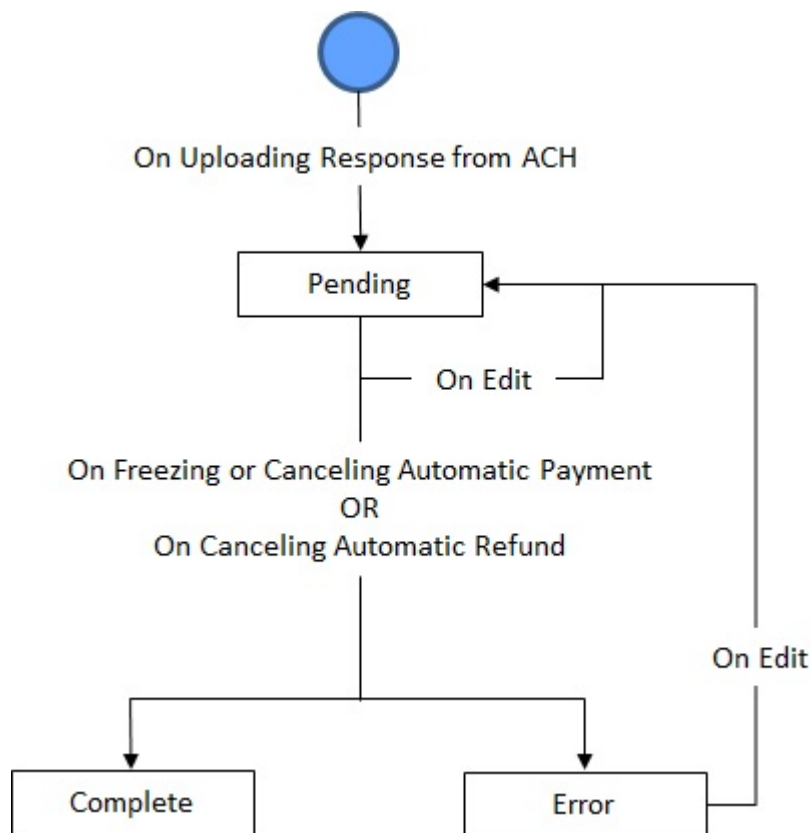 On Uploading Response from ACH
Pending
On Edit
On Freezing or Canceling Automatic Payment
OR
On Canceling Automatic Refund
On Edit
Complete
Error